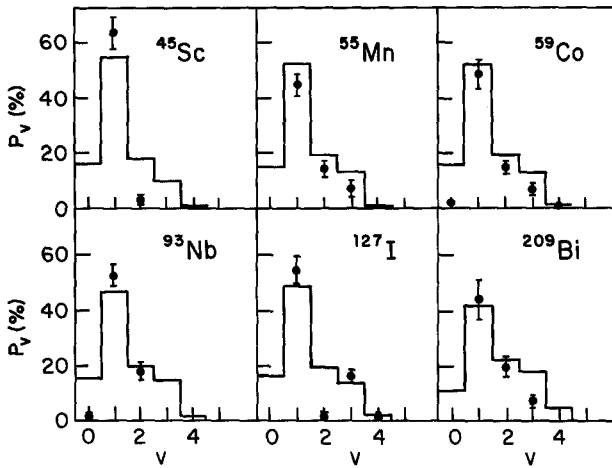 60
40
20
0
P_v (%)
⁴⁵Sc
⁵⁵Mn
⁵⁹Co
60
40
20
0
P_v (%)
⁹³Nb
¹²⁷I
²⁰⁹Bi
0 2 4
0 2 4
0 2 4
v
v
v